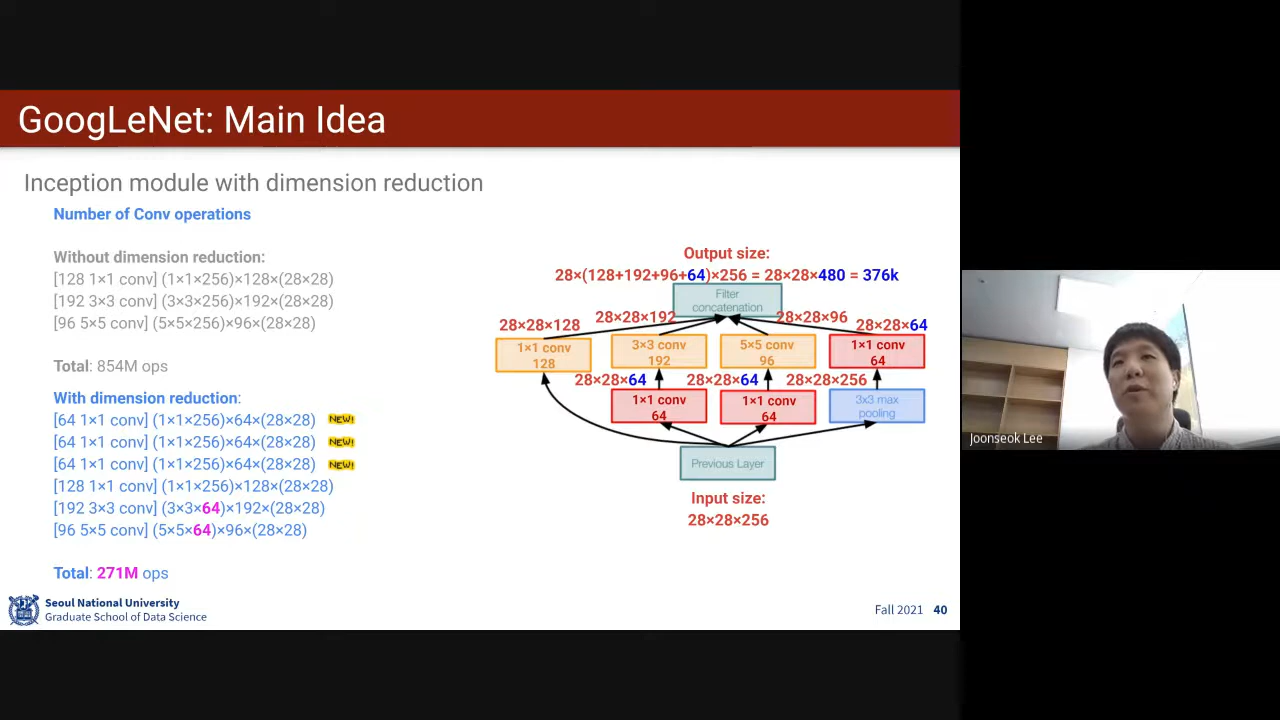 GoogLeNet: Main Idea
Inception module with dimension reduction
Number of Conv operations
Without dimension reduction:
[128 1×1 conv] (1×1×256)×128×(28×28)
[192 3×3 conv] (3×3×256)×192×(28×28)
[96 5×5 conv] (5×5×256)×96×(28×28)
Total: 854M ops
With dimension reduction:
[64 1×1 conv] (1×1×256)×64×(28×28) NEW!
[64 1×1 conv] (1×1×256)×64×(28×28) NEW!
[64 1×1 conv] (1×1×256)×64×(28×28) NEW!
[128 1×1 conv] (1×1×256)×128×(28×28)
[192 3×3 conv] (3×3×64)×192×(28×28)
[96 5×5 conv] (5×5×64)×96×(28×28)
Total: 271M ops
Output size:
28×(128+192+96+64)×256 = 28×28×480 = 376k
Filter
concatenation
28×28×128
28×28×192
28×28×96
28×28×64
1×1 conv
128
3×3 conv
192
5×5 conv
96
1×1 conv
64
28×28×64
28×28×64
28×28×256
1×1 conv
64
1×1 conv
64
3x3 max
pooling
Previous Layer
Input size:
28×28×256
Seoul National University
Graduate School of Data Science
Fall 2021 40
Joonseok Lee